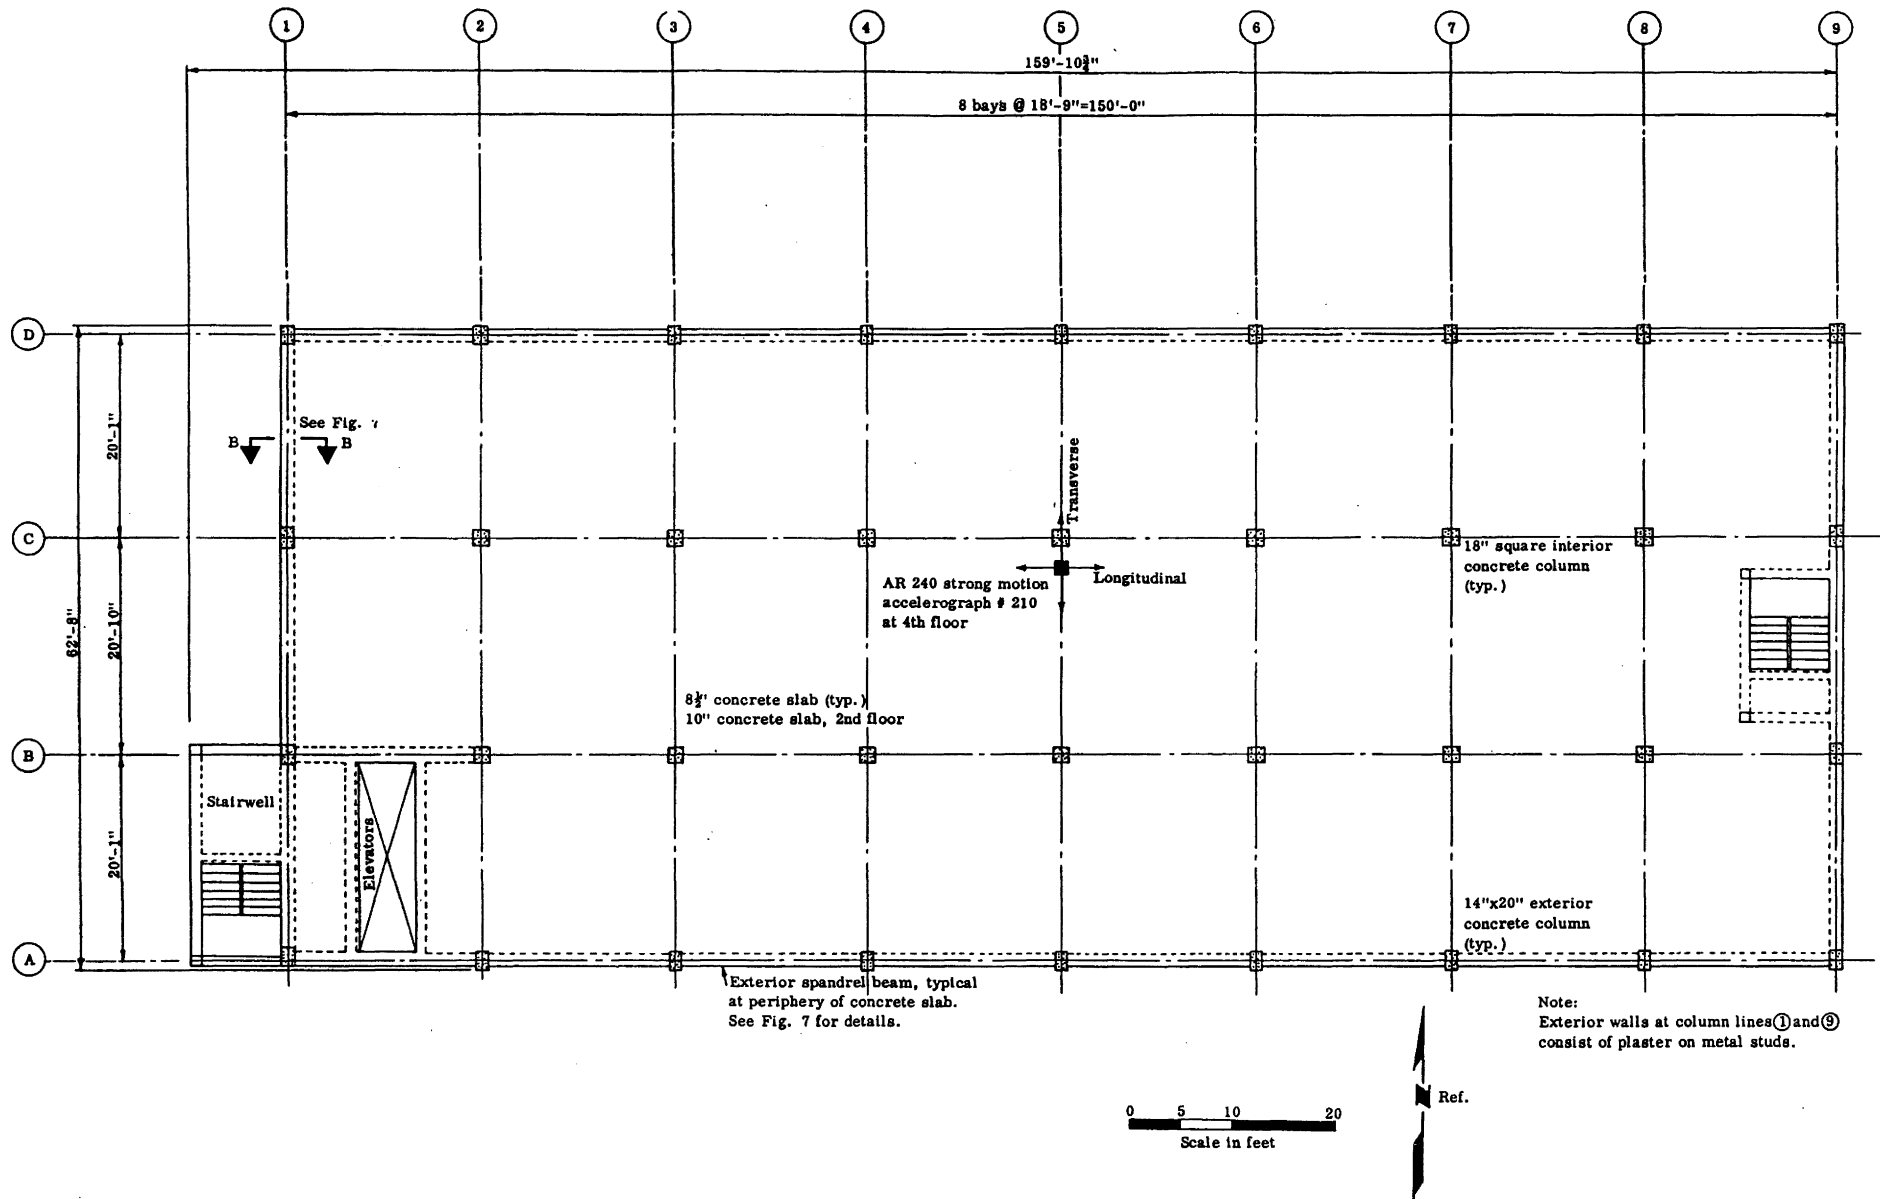 1 2 3 4 5 6 7 8 9
159'-10¾"
8 bays @ 18'-9"=150'-0"
D
20'-1"
See Fig. 7
B B
Transverse
C
18" square interior
concrete column
(typ.)
Longitudinal
AR 240 strong motion
accelerograph # 210
at 4th floor
62'-8"
20'-10"
8½" concrete slab (typ.)
10" concrete slab, 2nd floor
B
Stairwell
Elevators
20'-1"
14"x20" exterior
concrete column
(typ.)
A
Exterior spandrel beam, typical
at periphery of concrete slab.
See Fig. 7 for details.
Note:
Exterior walls at column lines 1 and 9
consist of plaster on metal studs.
N Ref.
0 5 10 20
Scale in feet